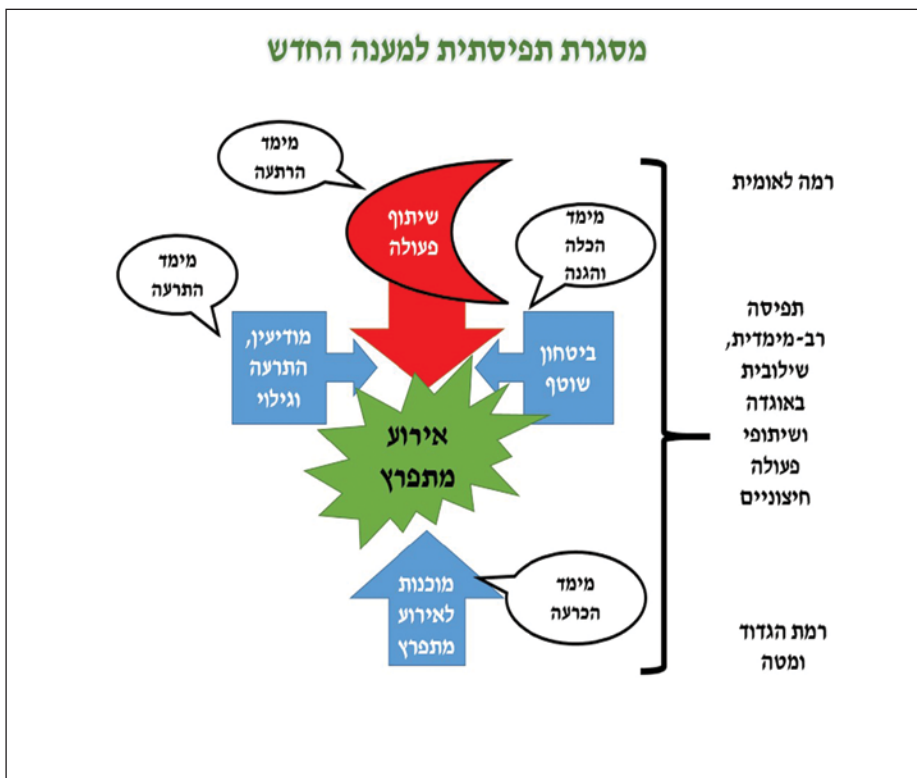 מסגרת תפיסתית למענה החדש
מימד
הרתעה
רמה לאומית
שיתוף
פעולה
מימד
הכלה
והגנה
מימד
התרעה
תפיסה
רב-מימדית,
שילובית
באוגדה
ושיתופי
פעולה
חיצוניים
ביטחון
שוטף
מודיעין,
התרעה
וגילוי
אירוע
מתפרץ
מימד
הכרעה
מוכנות
לאירוע
מתפרץ
רמת הגדוד
ומטה